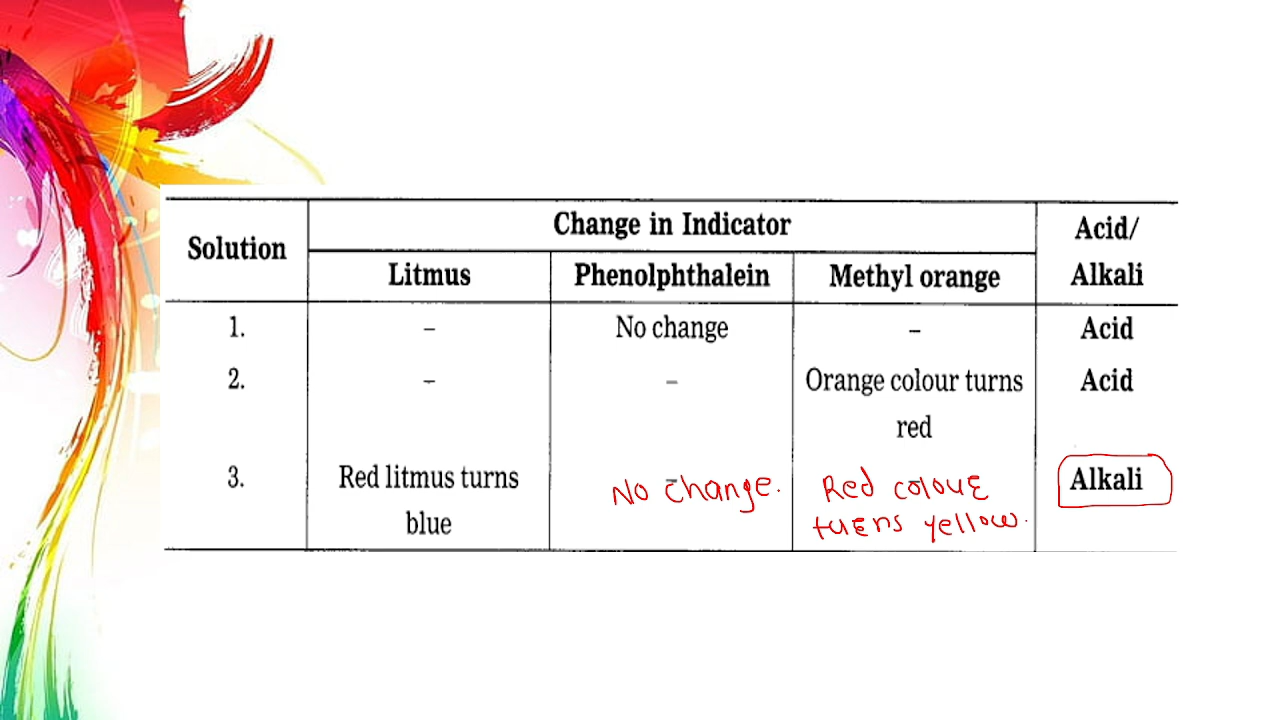 Solution
Change in Indicator
Acid/
Alkali
Litmus
Phenolphthalein
Methyl orange
1.
–
No change
–
Acid
2.
–
–
Orange colour turns
red
Acid
3.
Red litmus turns
blue
–
No change.
Red colour
turns yellow.
Alkali